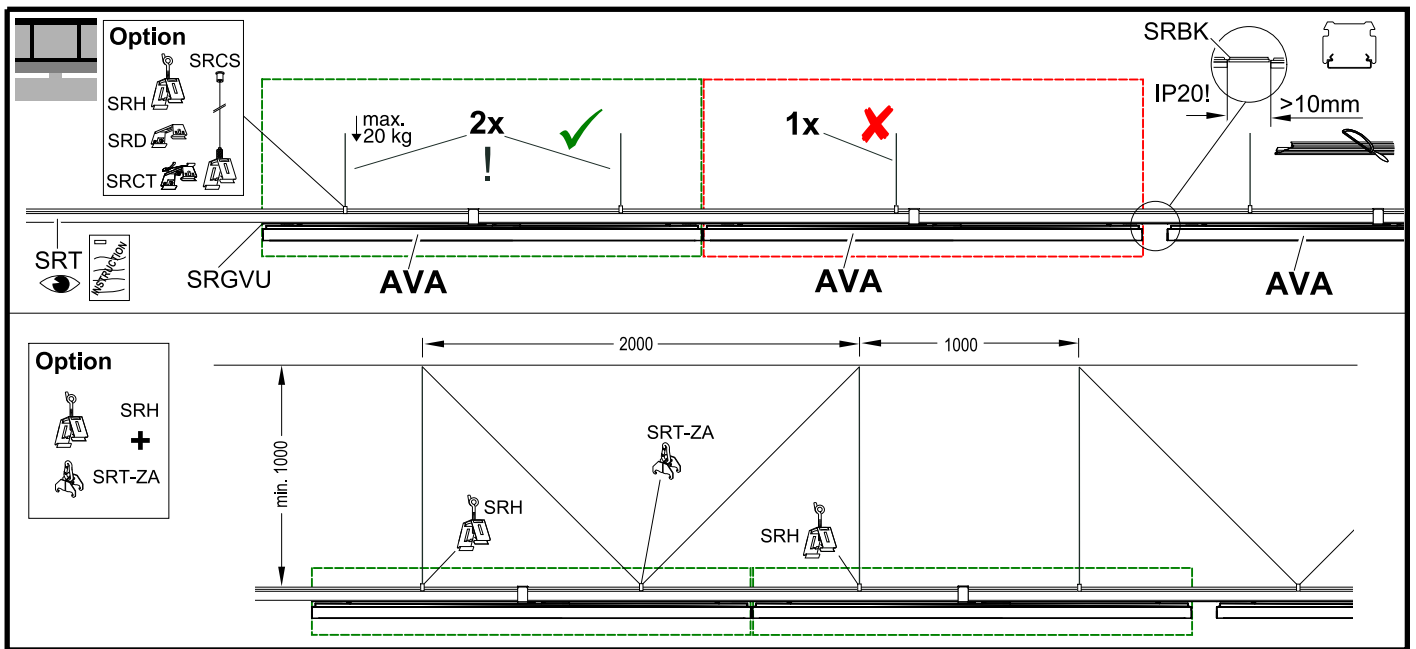 Option
SRCS
SRH
SRD
SRCT
max.
20 kg
2x
!
1x
SRBK
IP20!
>10mm
SRT
INSTRUCTION
SRGVU
AVA
AVA
AVA
Option
SRH
+
SRT-ZA
2000
1000
min. 1000
SRT-ZA
SRH
SRH